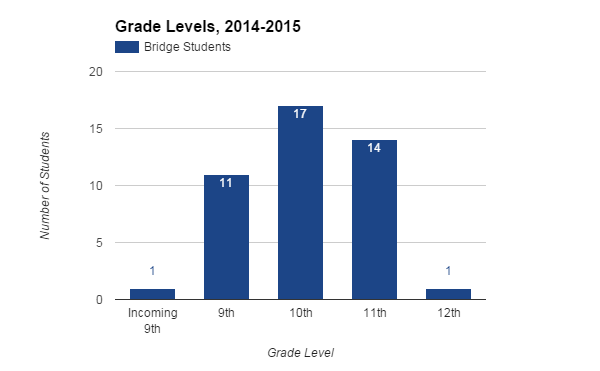 Grade Levels, 2014-2015
Bridge Students
Number of Students
20
15
10
5
0
1
11
17
14
1
Incoming
9th
9th
10th
11th
12th
Grade Level